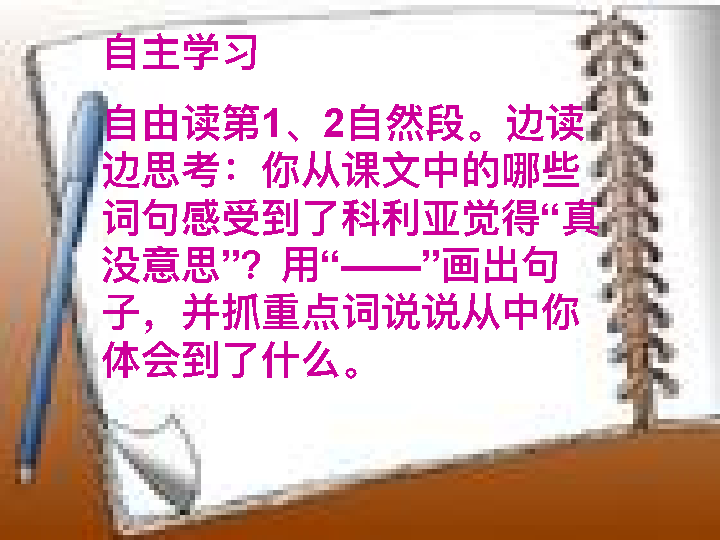 自主学习
自由读第1、2自然段。边读
边思考：你从课文中的哪些
词句感受到了科利亚觉得“真
没意思”？用“——”画出句
子，并抓重点词说说从中你
体会到了什么。